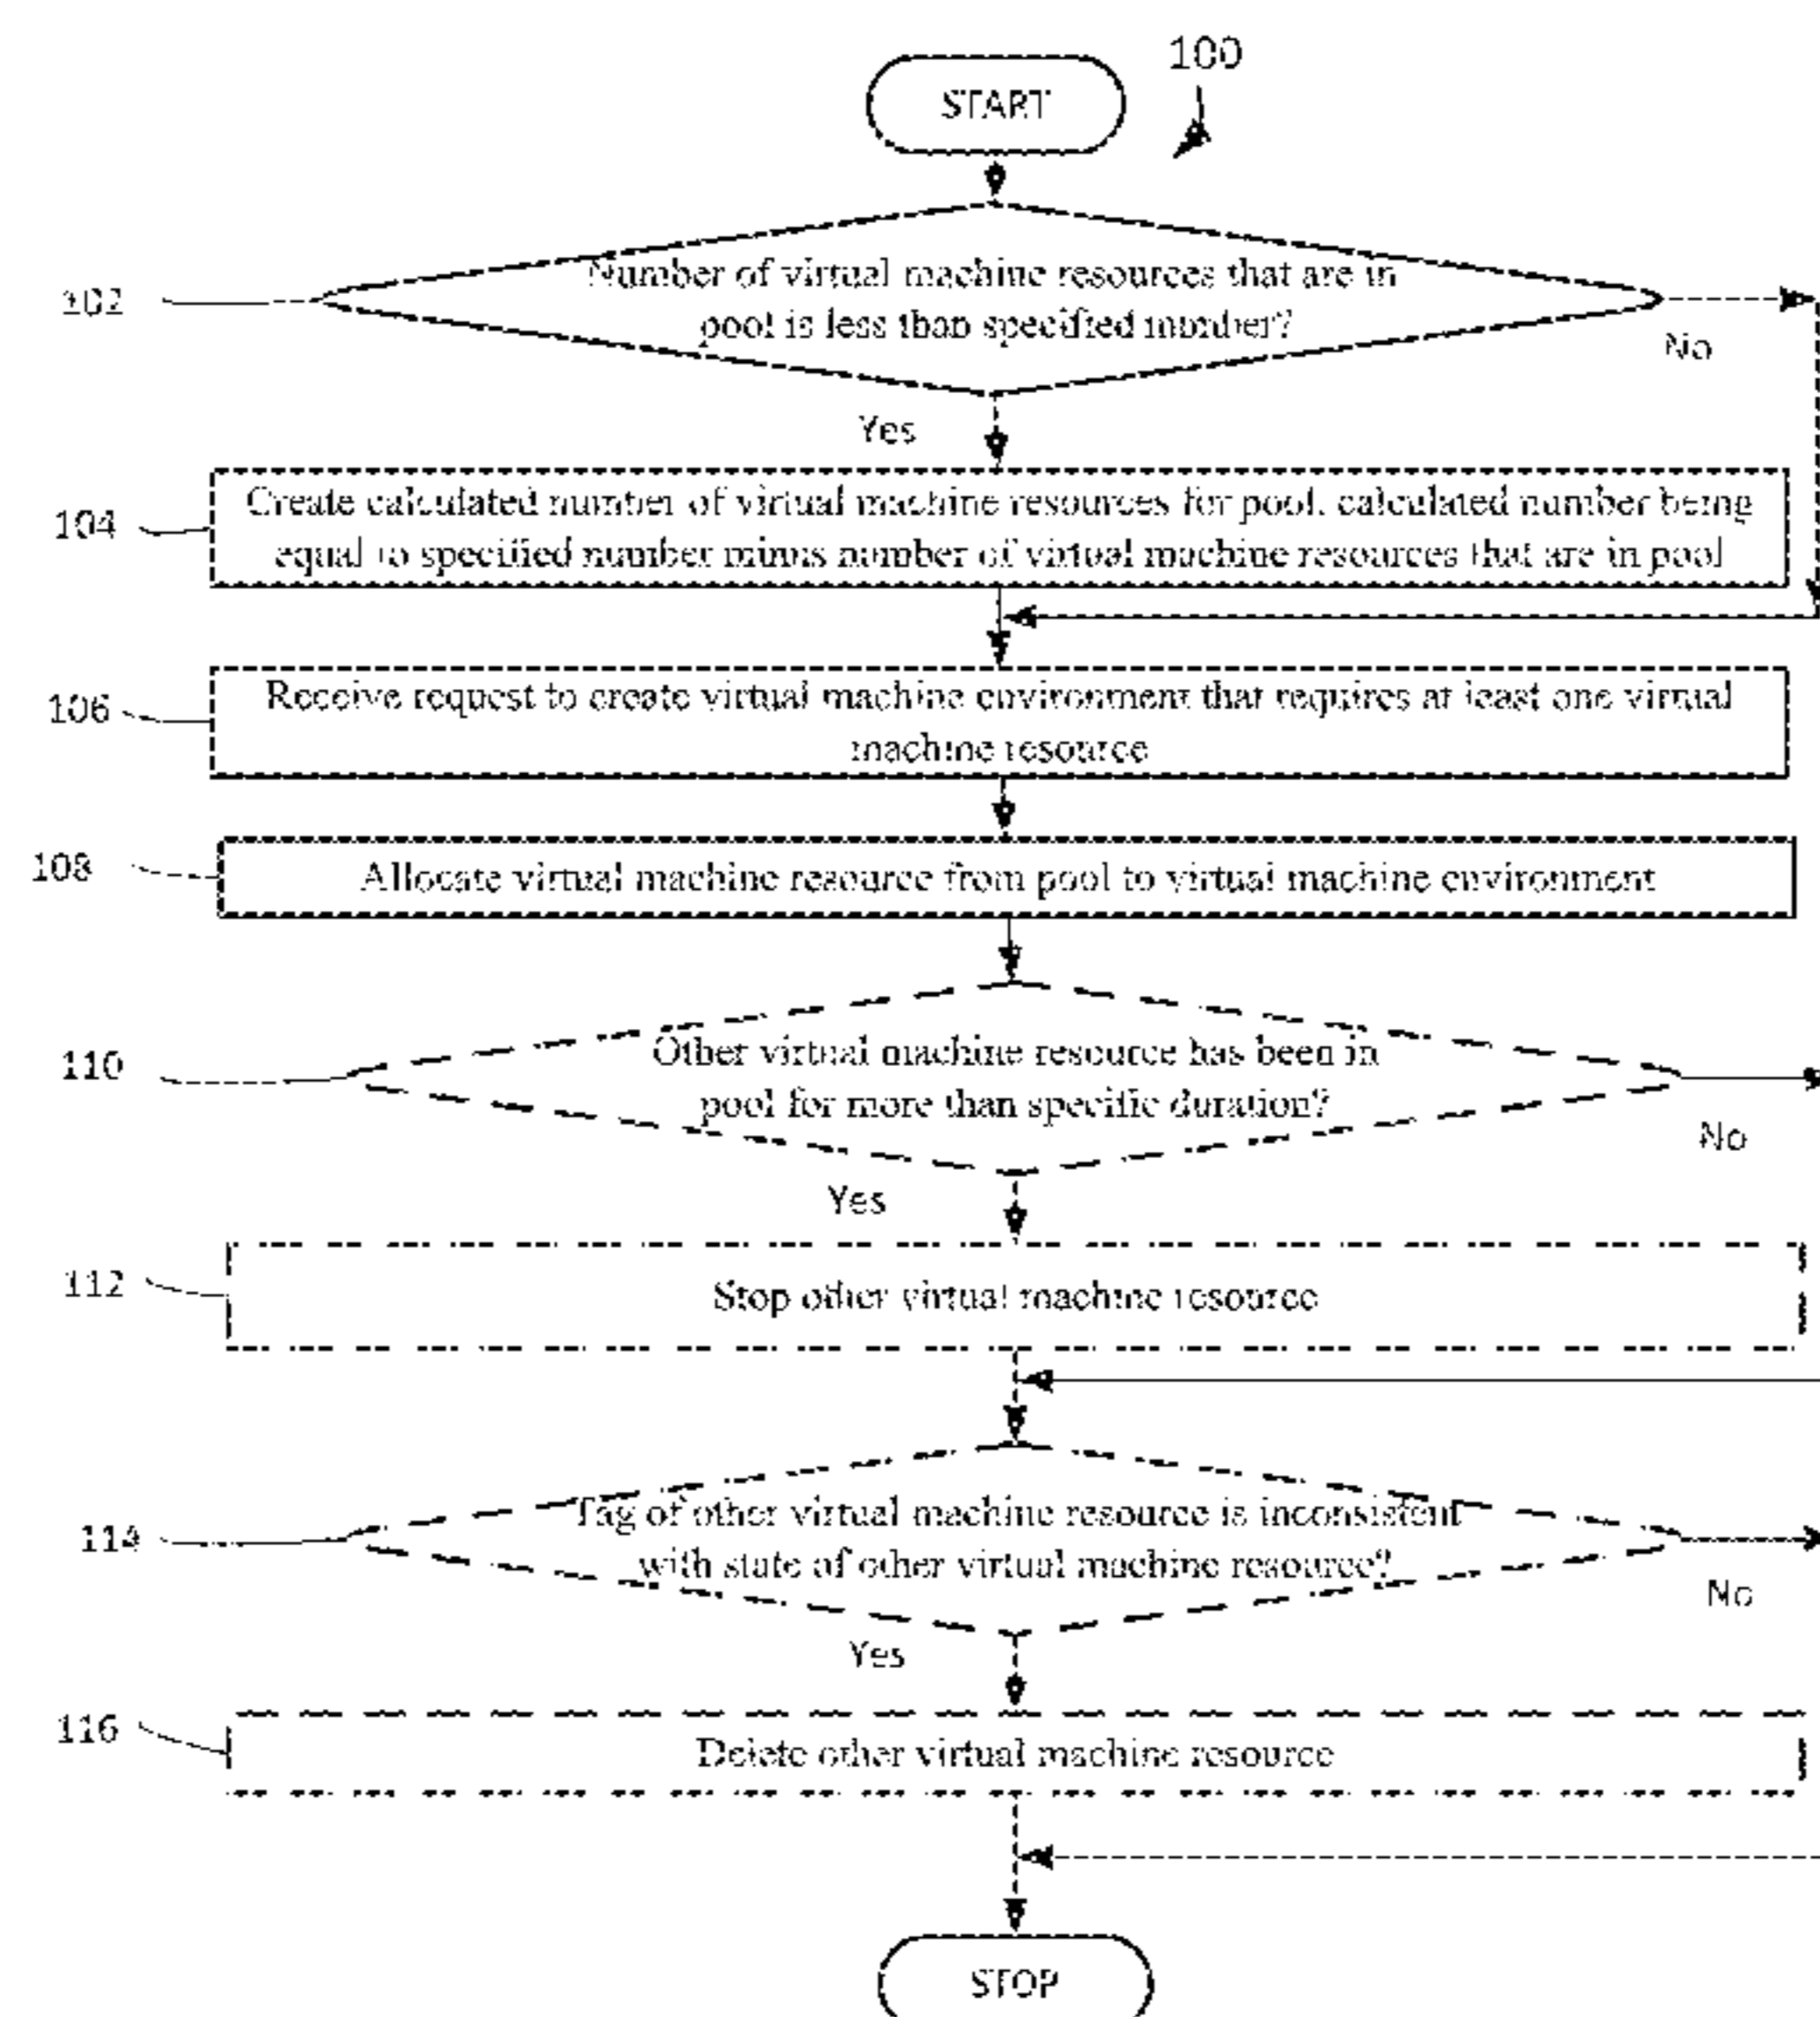 100
START
102
Number of virtual machine resources that are in
pool is less than specified number?
No
Yes
104
Create calculated number of virtual machine resources for pool, calculated number being
equal to specified number minus number of virtual machine resources that are in pool
106
Receive request to create virtual machine environment that requires at least one virtual
machine resource
108
Allocate virtual machine resource from pool to virtual machine environment
110
Other virtual machine resource has been in
pool for more than specific duration?
No
Yes
112
Stop other virtual machine resource
114
Tag of other virtual machine resource is inconsistent
with state of other virtual machine resource?
No
Yes
116
Delete other virtual machine resource
STOP